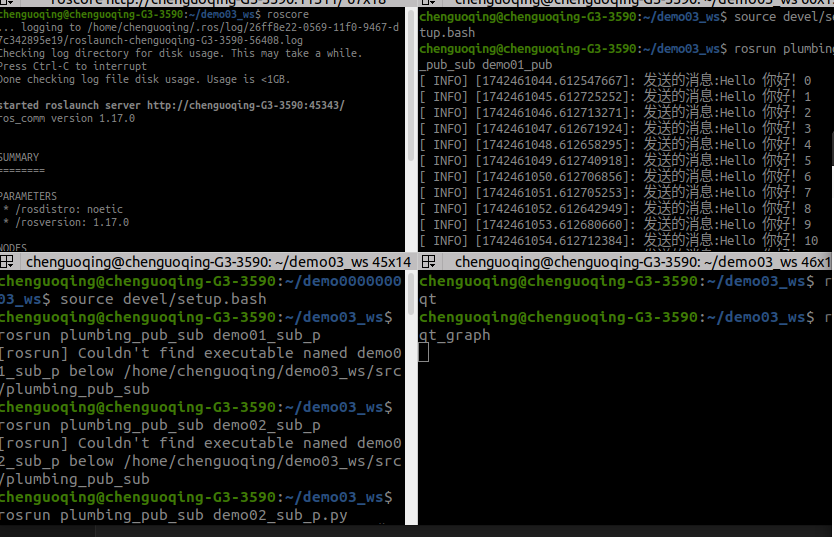 roscore http://chenguoqing-G3-3590:11311/ 67x18
chenguoqing@chenguoqing-G3-3590:~/demo03_ws$ roscore
... logging to /home/chenguoqing/.ros/log/26ff8e22-0569-11f0-9467-d
7c342895e19/roslaunch-chenguoqing-G3-3590-56408.log
Checking log directory for disk usage. This may take a while.
Press Ctrl-C to interrupt
Done checking log file disk usage. Usage is <1GB.
started roslaunch server http://chenguoqing-G3-3590:45343/
ros_comm version 1.17.0
SUMMARY
========
PARAMETERS
* /rosdistro: noetic
* /rosversion: 1.17.0
NODES
chenguoqing@chenguoqing-G3-3590: ~/demo03_ws
chenguoqing@chenguoqing-G3-3590:~/demo03_ws$ source devel/se
tup.bash
chenguoqing@chenguoqing-G3-3590:~/demo03_ws$ rosrun plumbing
_pub_sub demo01_pub
[ INFO] [1742461044.612547667]: 发送的消息:Hello 你好！0
[ INFO] [1742461045.612725252]: 发送的消息:Hello 你好！1
[ INFO] [1742461046.612713271]: 发送的消息:Hello 你好！2
[ INFO] [1742461047.612671924]: 发送的消息:Hello 你好！3
[ INFO] [1742461048.612658295]: 发送的消息:Hello 你好！4
[ INFO] [1742461049.612740918]: 发送的消息:Hello 你好！5
[ INFO] [1742461050.612706856]: 发送的消息:Hello 你好！6
[ INFO] [1742461051.612705253]: 发送的消息:Hello 你好！7
[ INFO] [1742461052.612642949]: 发送的消息:Hello 你好！8
[ INFO] [1742461053.612680660]: 发送的消息:Hello 你好！9
[ INFO] [1742461054.612712384]: 发送的消息:Hello 你好！10
chenguoqing@chenguoqing-G3-3590: ~/demo03_ws 45x14
chenguoqing@chenguoqing-G3-3590:~/demo0000000
03_ws$ source devel/setup.bash
chenguoqing@chenguoqing-G3-3590:~/demo03_ws$
rosrun plumbing_pub_sub demo01_sub_p
[rosrun] Couldn't find executable named demo0
1_sub_p below /home/chenguoqing/demo03_ws/src
/plumbing_pub_sub
chenguoqing@chenguoqing-G3-3590:~/demo03_ws$
rosrun plumbing_pub_sub demo02_sub_p
[rosrun] Couldn't find executable named demo0
2_sub_p below /home/chenguoqing/demo03_ws/src
/plumbing_pub_sub
chenguoqing@chenguoqing-G3-3590:~/demo03_ws$
rosrun plumbing_pub_sub demo02_sub_p.py
chenguoqing@chenguoqing-G3-3590: ~/demo03_ws 46x1
chenguoqing@chenguoqing-G3-3590:~/demo03_ws$ r
qt
chenguoqing@chenguoqing-G3-3590:~/demo03_ws$ r
qt_graph